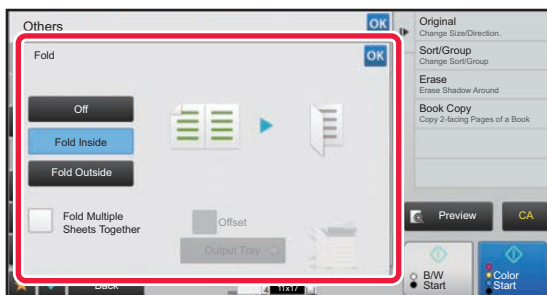 Others
OK
Fold
OK
Off
Fold Inside
Fold Outside
Fold Multiple
Sheets Together
Offset
Output Tray
Back
11x17
Original
Change Size/Direction.
Sort/Group
Change Sort/Group
Erase
Erase Shadow Around
Book Copy
Copy 2-facing Pages of a Book
Preview
CA
B/W
Start
Color
Start